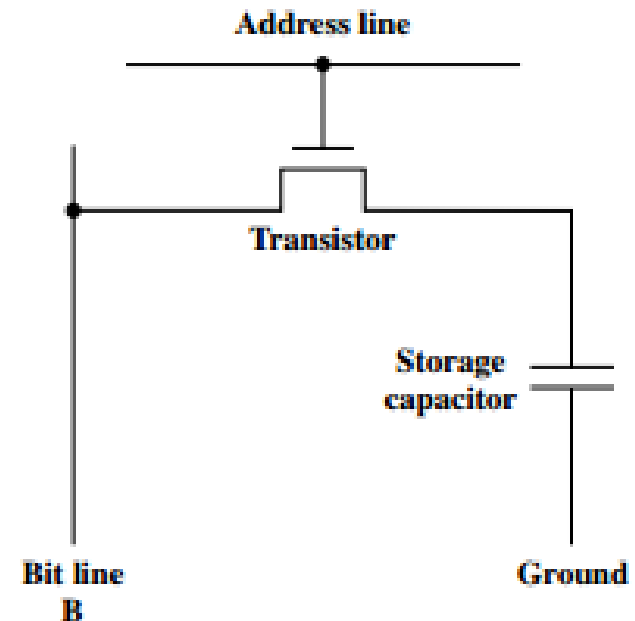 Address line
Transistor
Storage
capacitor
Bit line
B
Ground